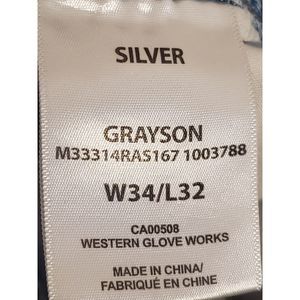 SILVER
GRAYSON
M33314RAS167 1003788
W34/L32
CA00508
WESTERN GLOVE WORKS
MADE IN CHINA/
FABRIQUÉ EN CHINE